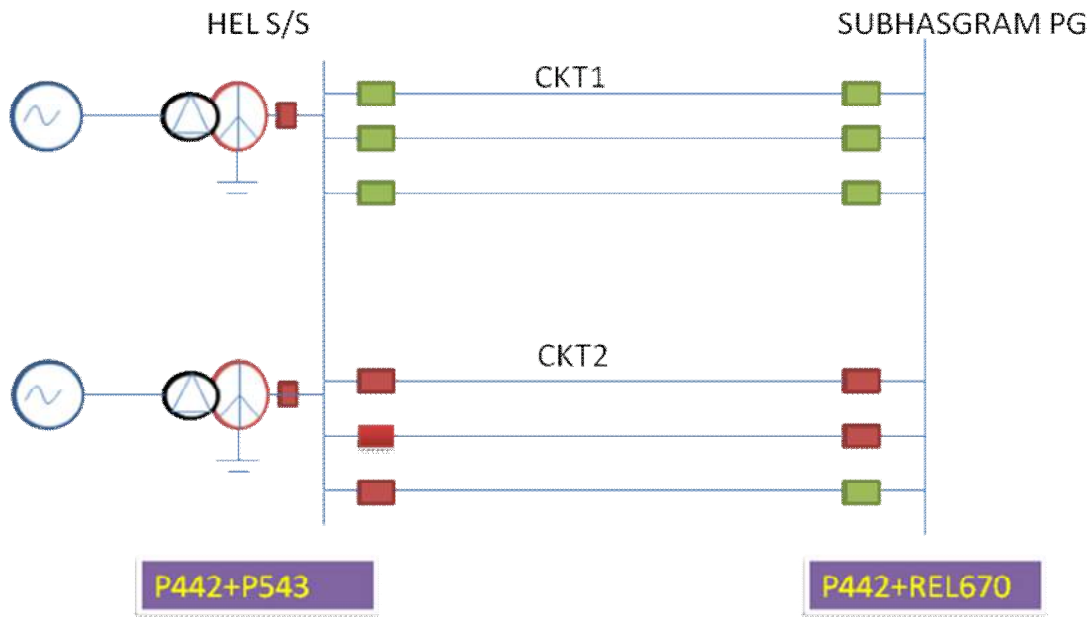 HEL S/S
SUBHASGRAM PG
CKT1
CKT2
P442+P543
P442+REL670